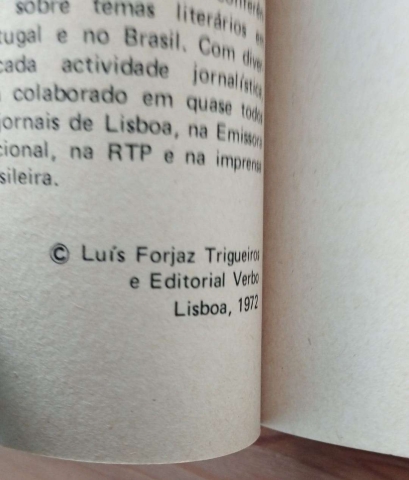 sobre temas literários
tugal e no Brasil. Com
cada actividade jornalística,
colaborado em quase todos
jornais de Lisboa, na Emissora
cional, na RTP e na imprensa
sileira.
© Luís Forjaz Trigueiros
e Editorial Verbo
Lisboa, 1972